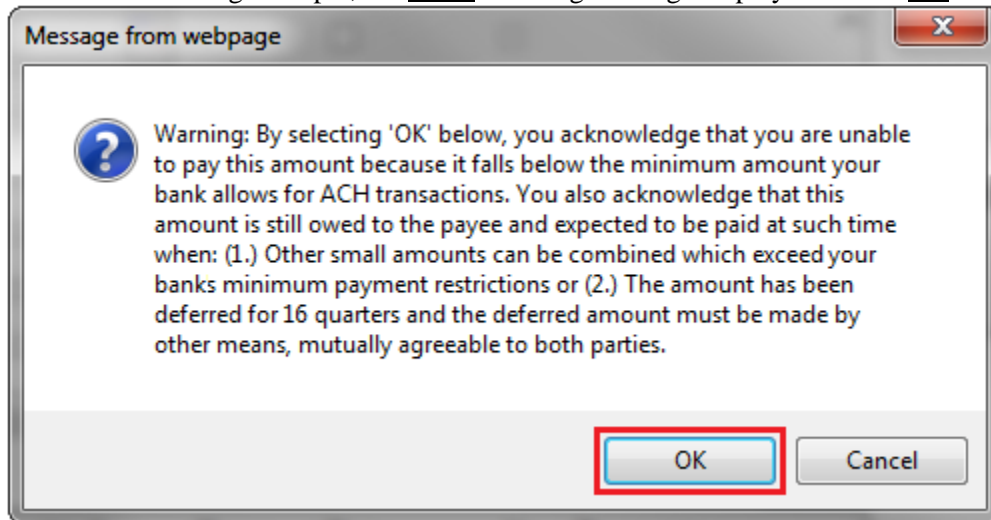 Message from webpage
Warning: By selecting 'OK' below, you acknowledge that you are unable
to pay this amount because it falls below the minimum amount your
bank allows for ACH transactions. You also acknowledge that this
amount is still owed to the payee and expected to be paid at such time
when: (1.) Other small amounts can be combined which exceed your
banks minimum payment restrictions or (2.) The amount has been
deferred for 16 quarters and the deferred amount must be made by
other means, mutually agreeable to both parties.
OK Cancel